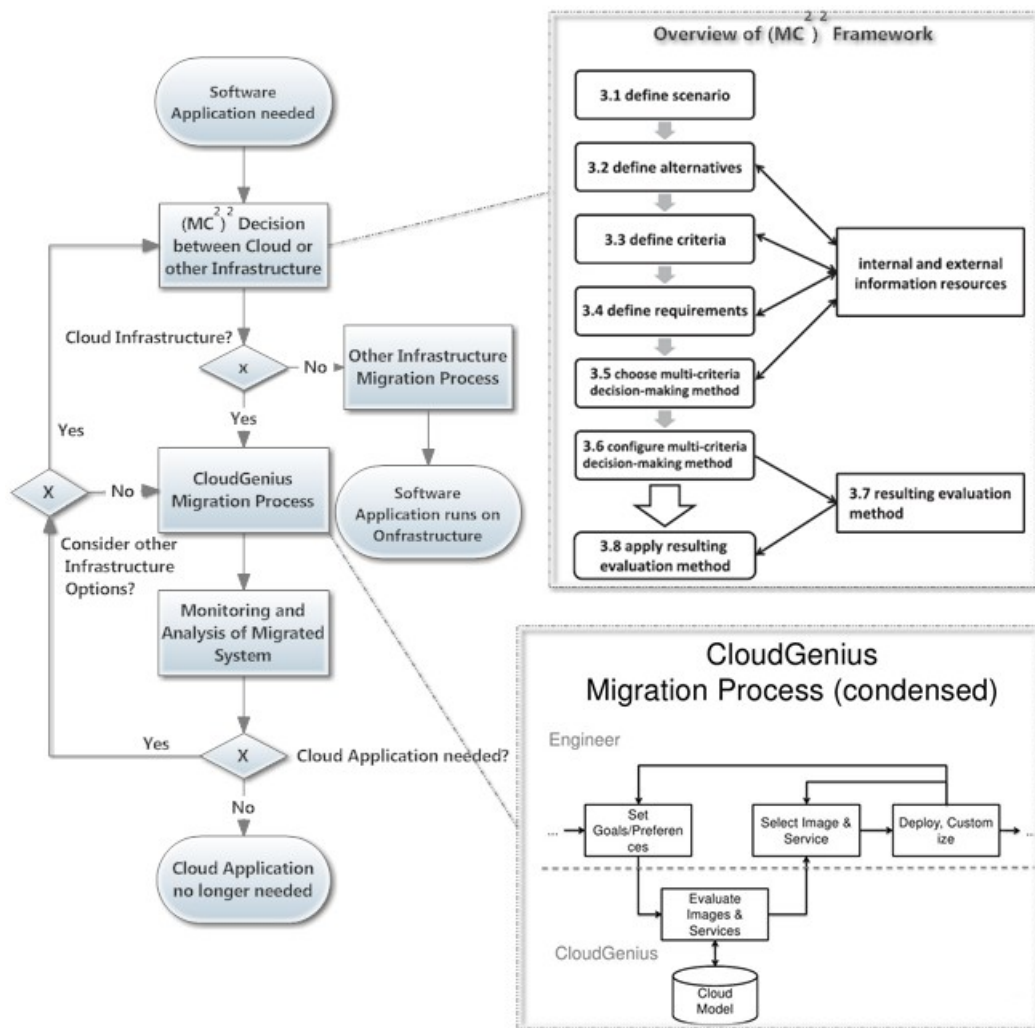 Software
Application needed
(MC²)² Decision
between Cloud or
other Infrastructure
Cloud Infrastructure?
x
No
Other Infrastructure
Migration Process
Yes
Software
Application runs on
Onfrastructure
Yes
X
No
CloudGenius
Migration Process
Consider other
Infrastructure
Options?
Monitoring and
Analysis of Migrated
System
Yes
X
Cloud Application needed?
No
Cloud Application
no longer needed
Overview of (MC²)² Framework
3.1 define scenario
3.2 define alternatives
3.3 define criteria
3.4 define requirements
3.5 choose multi-criteria
decision-making method
3.6 configure multi-criteria
decision-making method
3.8 apply resulting
evaluation method
internal and external
information resources
3.7 resulting evaluation
method
CloudGenius
Migration Process (condensed)
Engineer
...
Set
Goals/Preferen
ces
Select Image &
Service
Deploy, Custom
ize
...
Evaluate
Images &
Services
CloudGenius
Cloud
Model